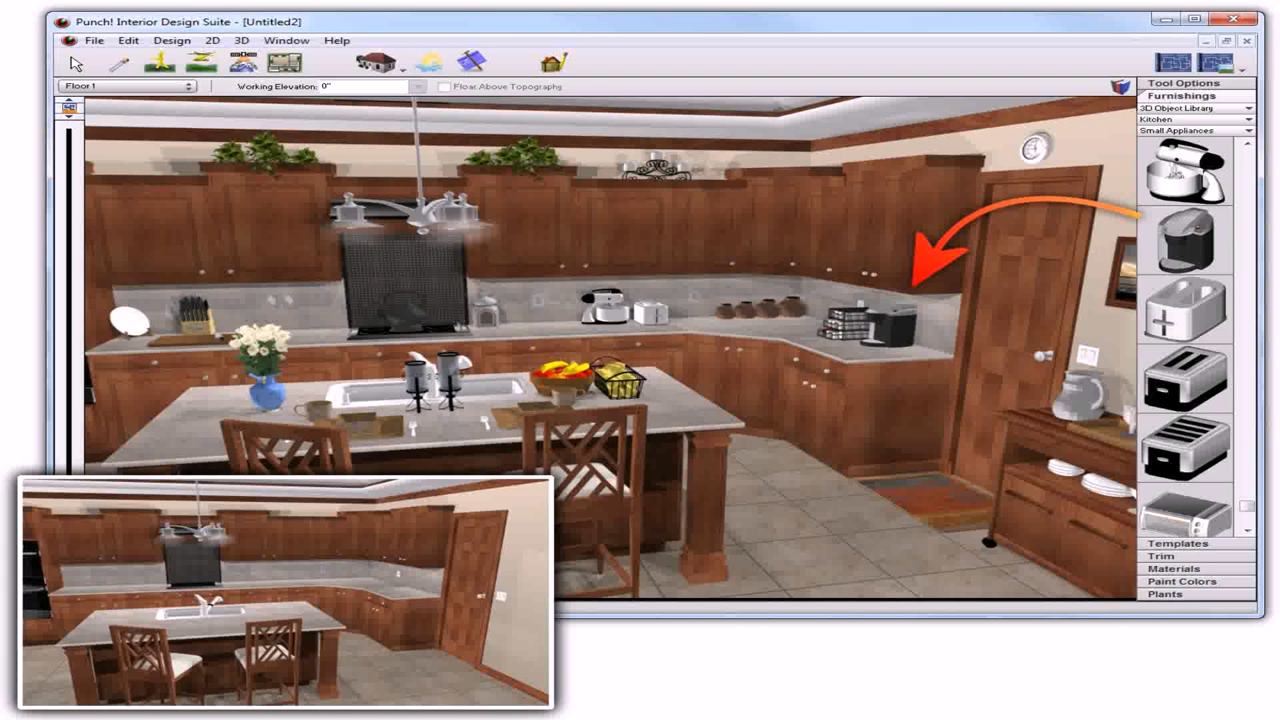 Punch! Interior Design Suite - [Untitled2]
File Edit Design 2D 3D Window Help
Floor 1
Working Elevation: 0"
Float Above Topography
Tool Options
Furnishings
3D Object Library
Kitchen
Small Appliances
Templates
Trim
Materials
Paint Colors
Plants